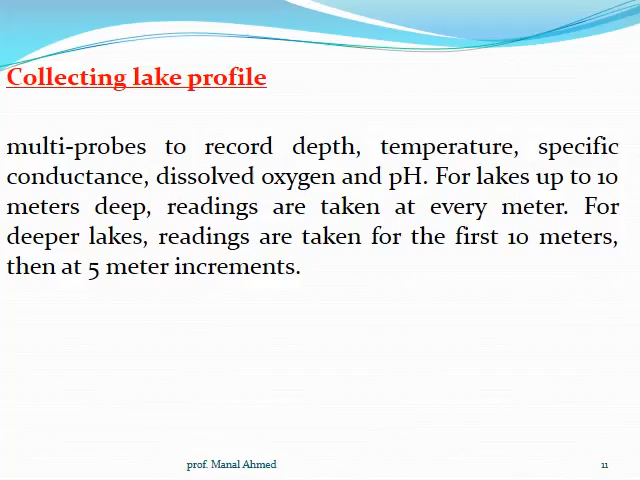 Collecting lake profile
multi-probes to record depth, temperature, specific
conductance, dissolved oxygen and pH. For lakes up to 10
meters deep, readings are taken at every meter. For
deeper lakes, readings are taken for the first 10 meters,
then at 5 meter increments.
prof. Manal Ahmed
11